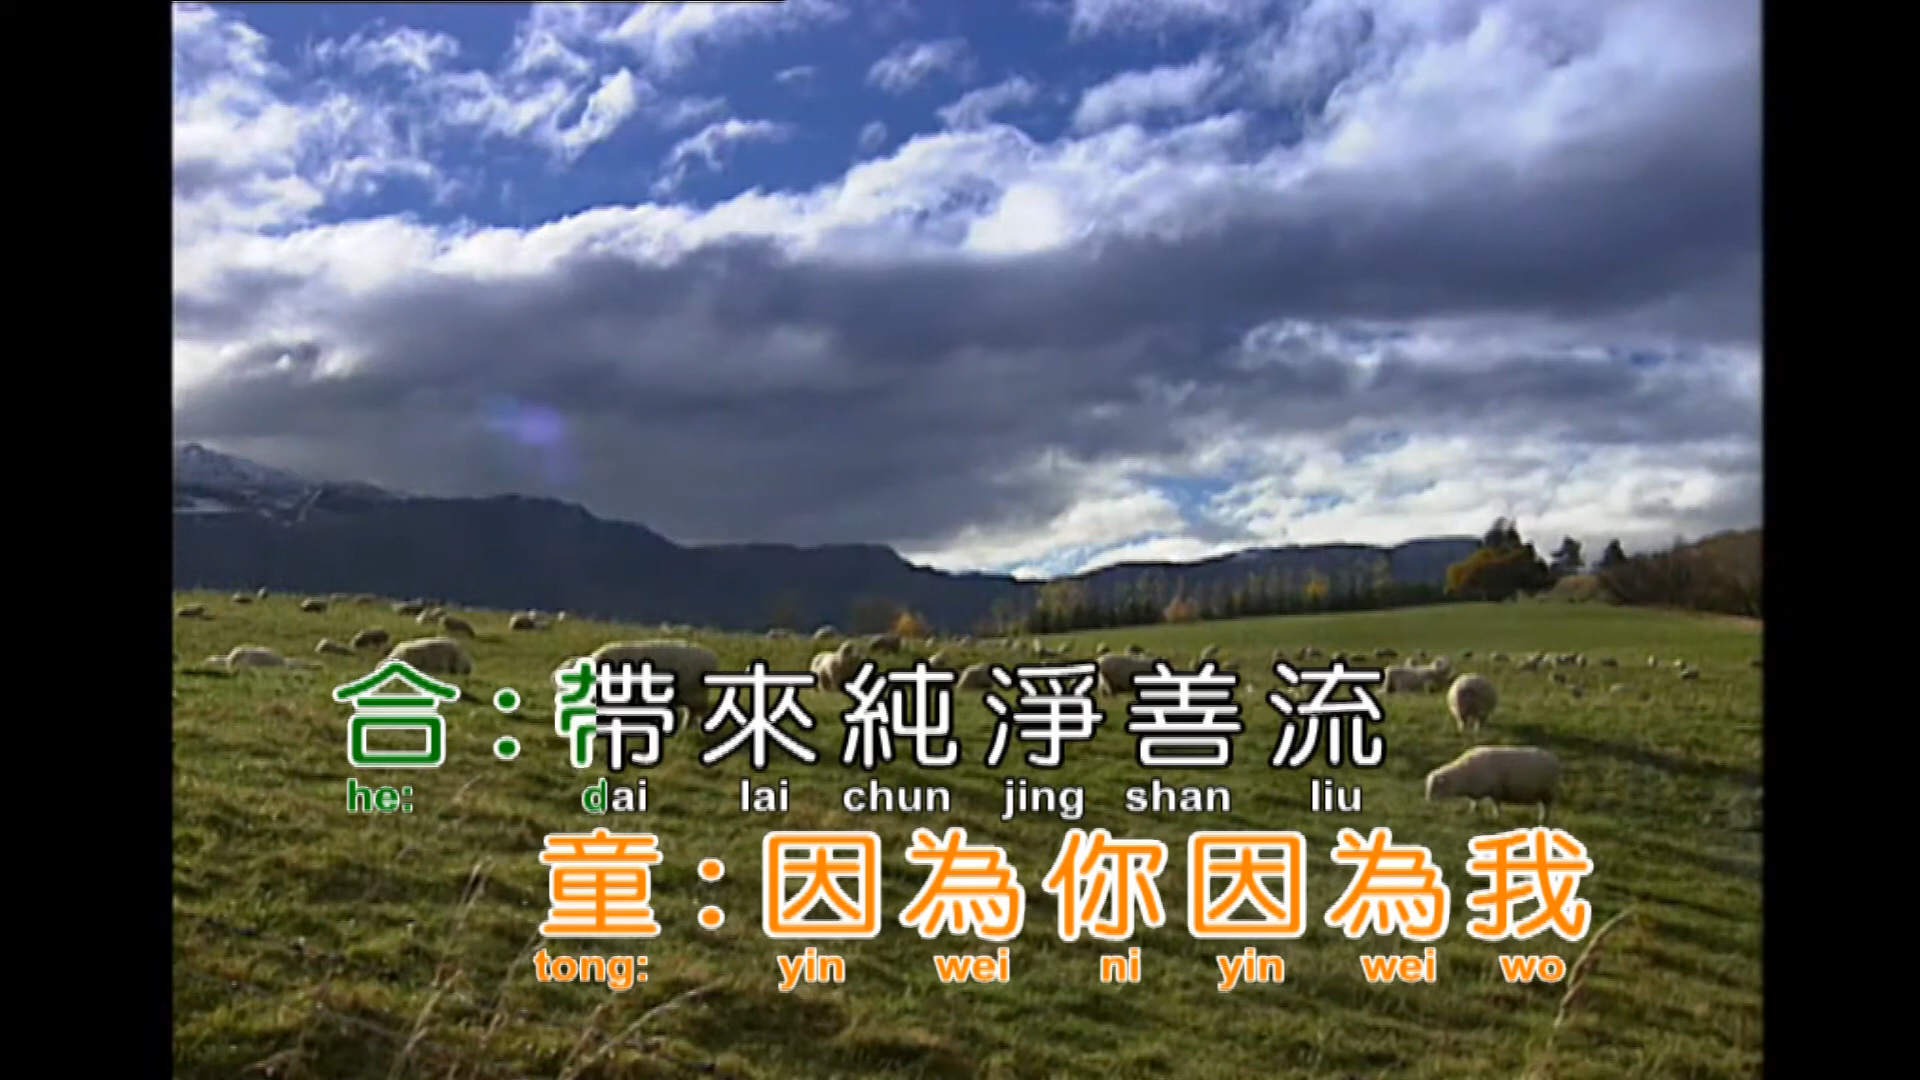 合：帶來純淨善流
he: dai lai chun jing shan liu
童：因為你因為我
tong: yin wei ni yin wei wo